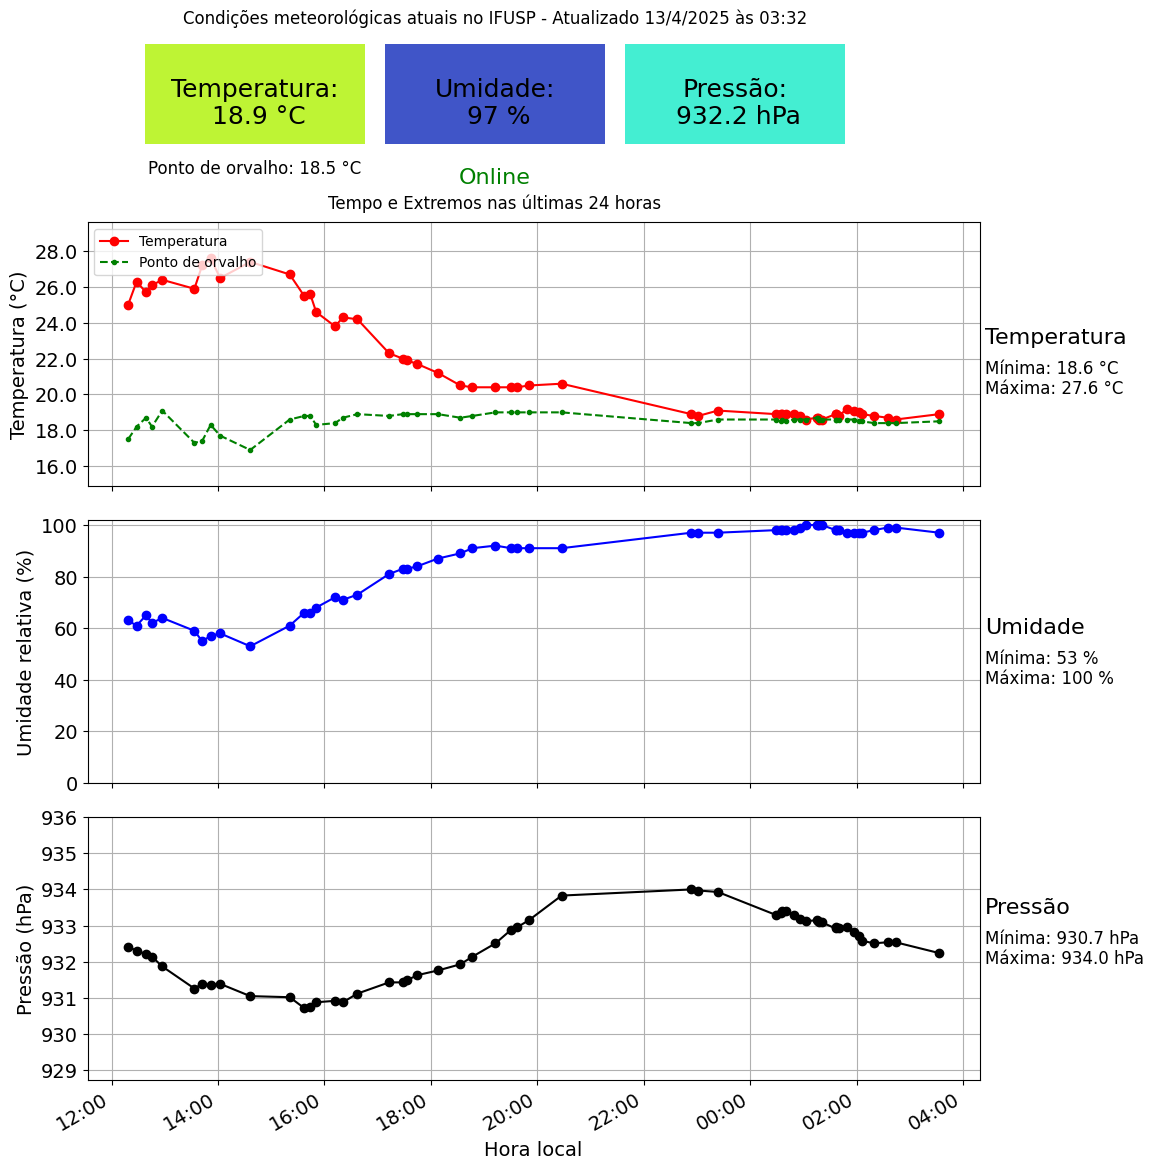 Condições meteorológicas atuais no IFUSP - Atualizado 13/4/2025 às 03:32
Temperatura:
18.9 °C
Umidade:
97 %
Pressão:
932.2 hPa
Ponto de orvalho: 18.5 °C
Online
Tempo e Extremos nas últimas 24 horas
Temperatura
Ponto de orvalho
Temperatura (°C)
28.0
26.0
24.0
22.0
20.0
18.0
16.0
Temperatura
Mínima: 18.6 °C
Máxima: 27.6 °C
Umidade relativa (%)
100
80
60
40
20
0
Umidade
Mínima: 53 %
Máxima: 100 %
Pressão (hPa)
936
935
934
933
932
931
930
929
Pressão
Mínima: 930.7 hPa
Máxima: 934.0 hPa
12:00
14:00
16:00
18:00
20:00
22:00
00:00
02:00
04:00
Hora local